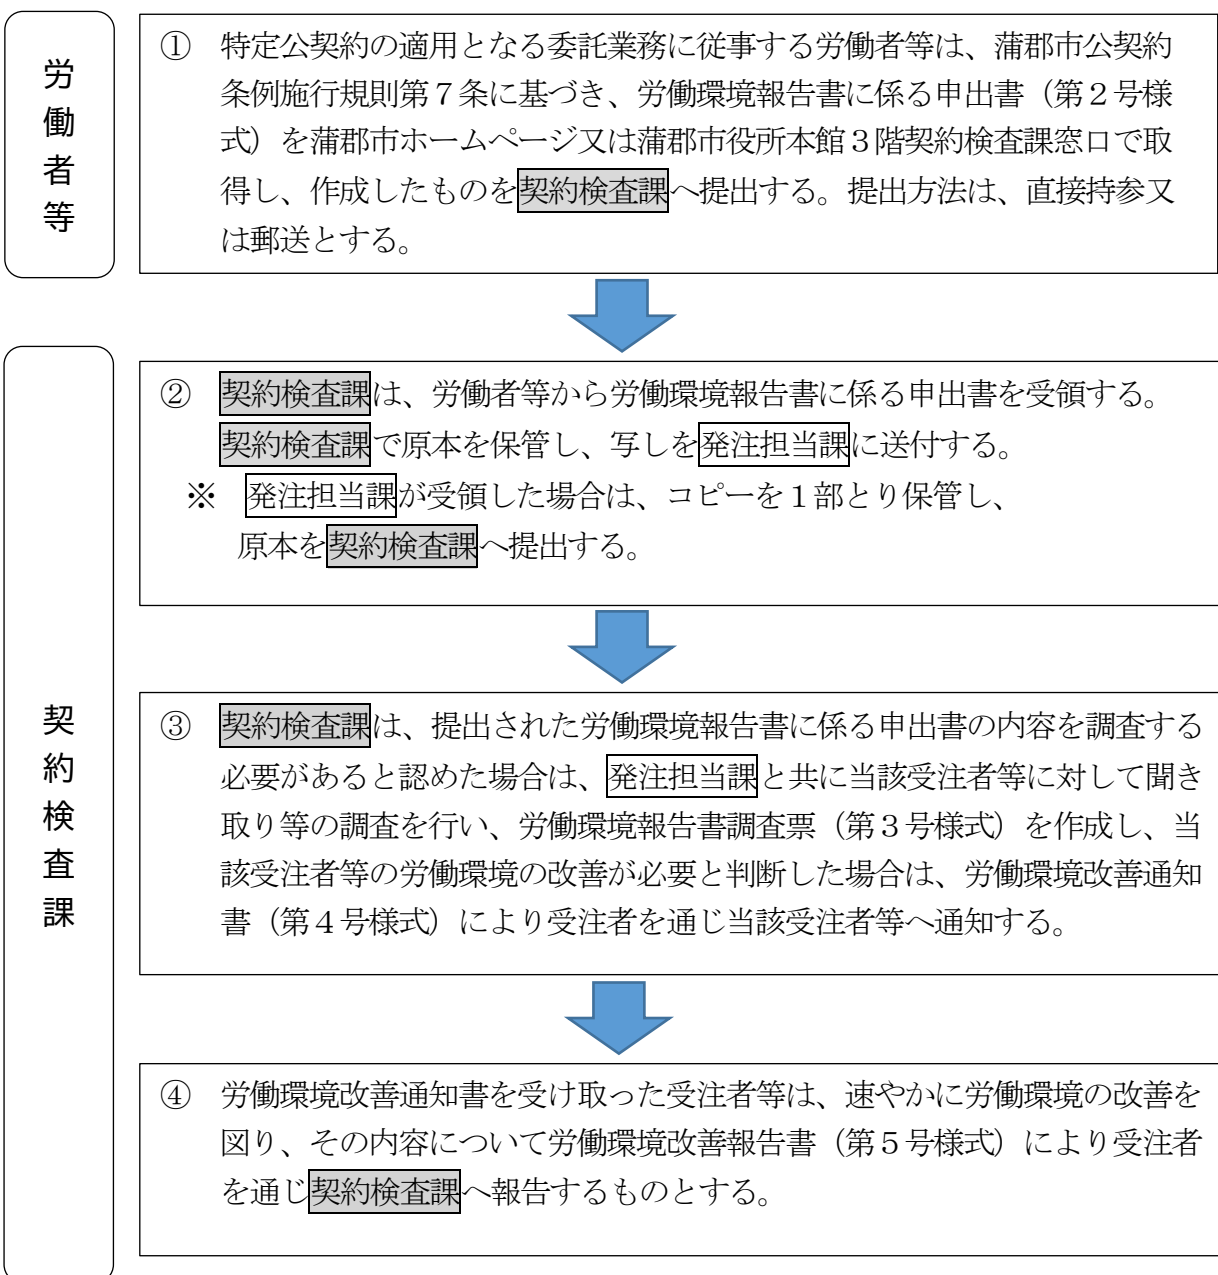 労働者等
① 特定公契約の適用となる委託業務に従事する労働者等は、蒲郡市公契約
条例施行規則第７条に基づき、労働環境報告書に係る申出書（第２号様
式）を蒲郡市ホームページ又は蒲郡市役所本館３階契約検査課窓口で取
得し、作成したものを契約検査課へ提出する。提出方法は、直接持参又
は郵送とする。
契約検査課
② 契約検査課は、労働者等から労働環境報告書に係る申出書を受領する。
契約検査課で原本を保管し、写しを発注担当課に送付する。
※ 発注担当課が受領した場合は、コピーを１部とり保管し、
原本を契約検査課へ提出する。
③ 契約検査課は、提出された労働環境報告書に係る申出書の内容を調査する
必要があると認めた場合は、発注担当課と共に当該受注者等に対して聞き
取り等の調査を行い、労働環境報告書調査票（第３号様式）を作成し、当
該受注者等の労働環境の改善が必要と判断した場合は、労働環境改善通知
書（第４号様式）により受注者を通じ当該受注者等へ通知する。
④ 労働環境改善通知書を受け取った受注者等は、速やかに労働環境の改善を
図り、その内容について労働環境改善報告書（第５号様式）により受注者
を通じ契約検査課へ報告するものとする。